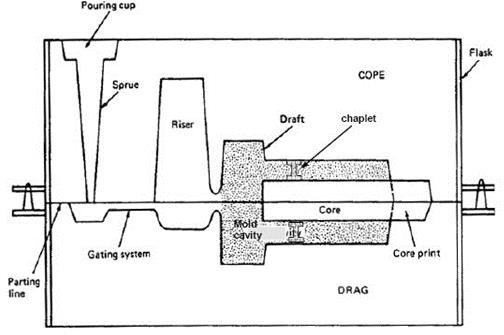 Pouring cup
Flask
COPE
Sprue
Riser
Draft
chaplet
Core
Mold
cavity
Core print
Gating system
Parting
line
DRAG